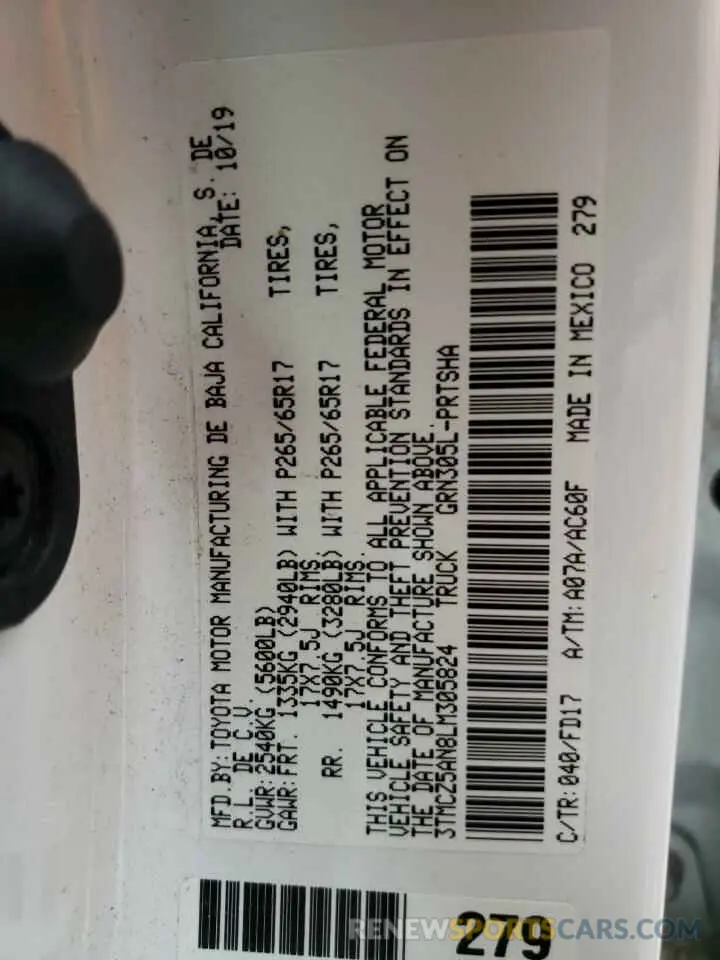 MFD.BY:TOYOTA MOTOR MANUFACTURING DE BAJA CALIFORNIA, S. DE
R.L. DE C.V. DATE: 10/19
GVWR:2540KG (5600LB)
GAWR:FRT. 1335KG (2940LB) WITH P265/65R17 TIRES,
17X7.5J RIMS.
RR. 1490KG (3280LB) WITH P265/65R17 TIRES,
17X7.5J RIMS.
THIS VEHICLE CONFORMS TO ALL APPLICABLE FEDERAL MOTOR
VEHICLE SAFETY AND THEFT PREVENTION STANDARDS IN EFFECT ON
THE DATE OF MANUFACTURE SHOWN ABOVE.
3TMCZ5AN8LM305824 TRUCK GRN305L-PRTSHA
C/TR:040/FD17 A/TM:A07A/AC60F MADE IN MEXICO 279
279
RENEWSPORTSCARS.COM